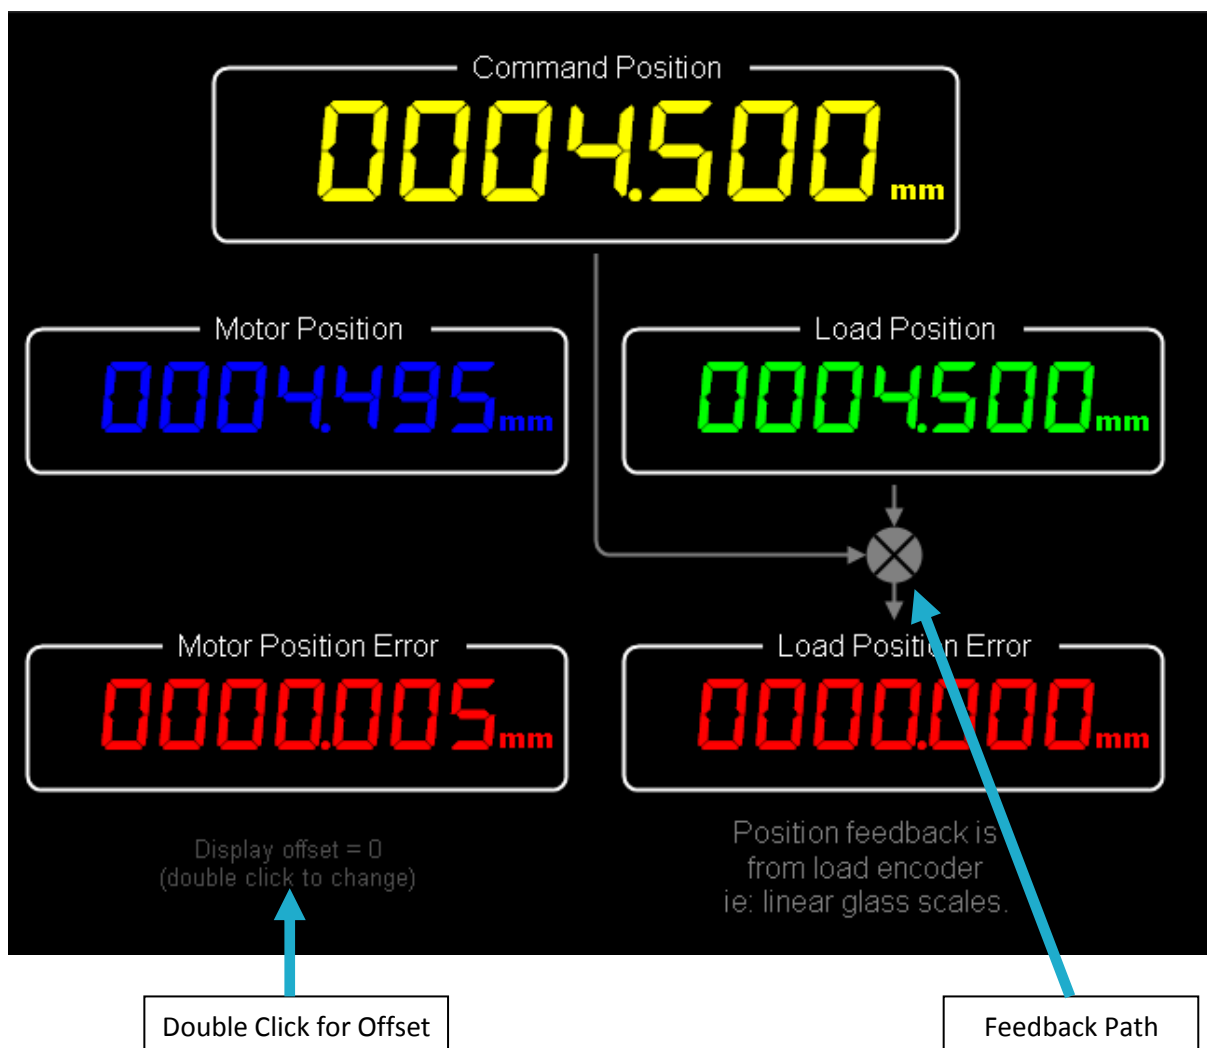 Command Position
0004.500 mm
Motor Position
0004.495 mm
Load Position
0004.500 mm
Motor Position Error
0000.005 mm
Load Position Error
0000.000 mm
Display offset = 0
(double click to change)
Position feedback is
from load encoder
ie: linear glass scales.
Double Click for Offset
Feedback Path